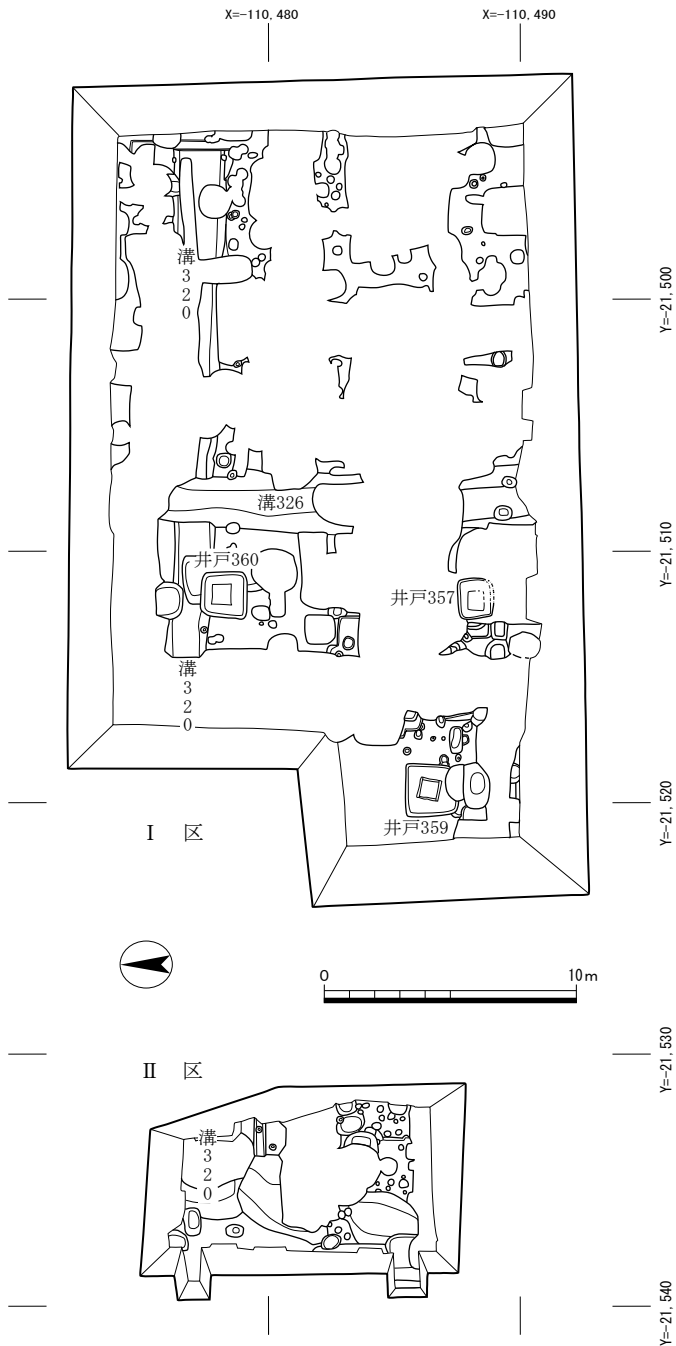 X=-110,480
X=-110,490
溝320
Y=-21,500
溝326
井戸360
井戸357
Y=-21,510
溝320
井戸359
Y=-21,520
Ⅰ 区
0
10m
Y=-21,530
Ⅱ 区
溝320
Y=-21,540